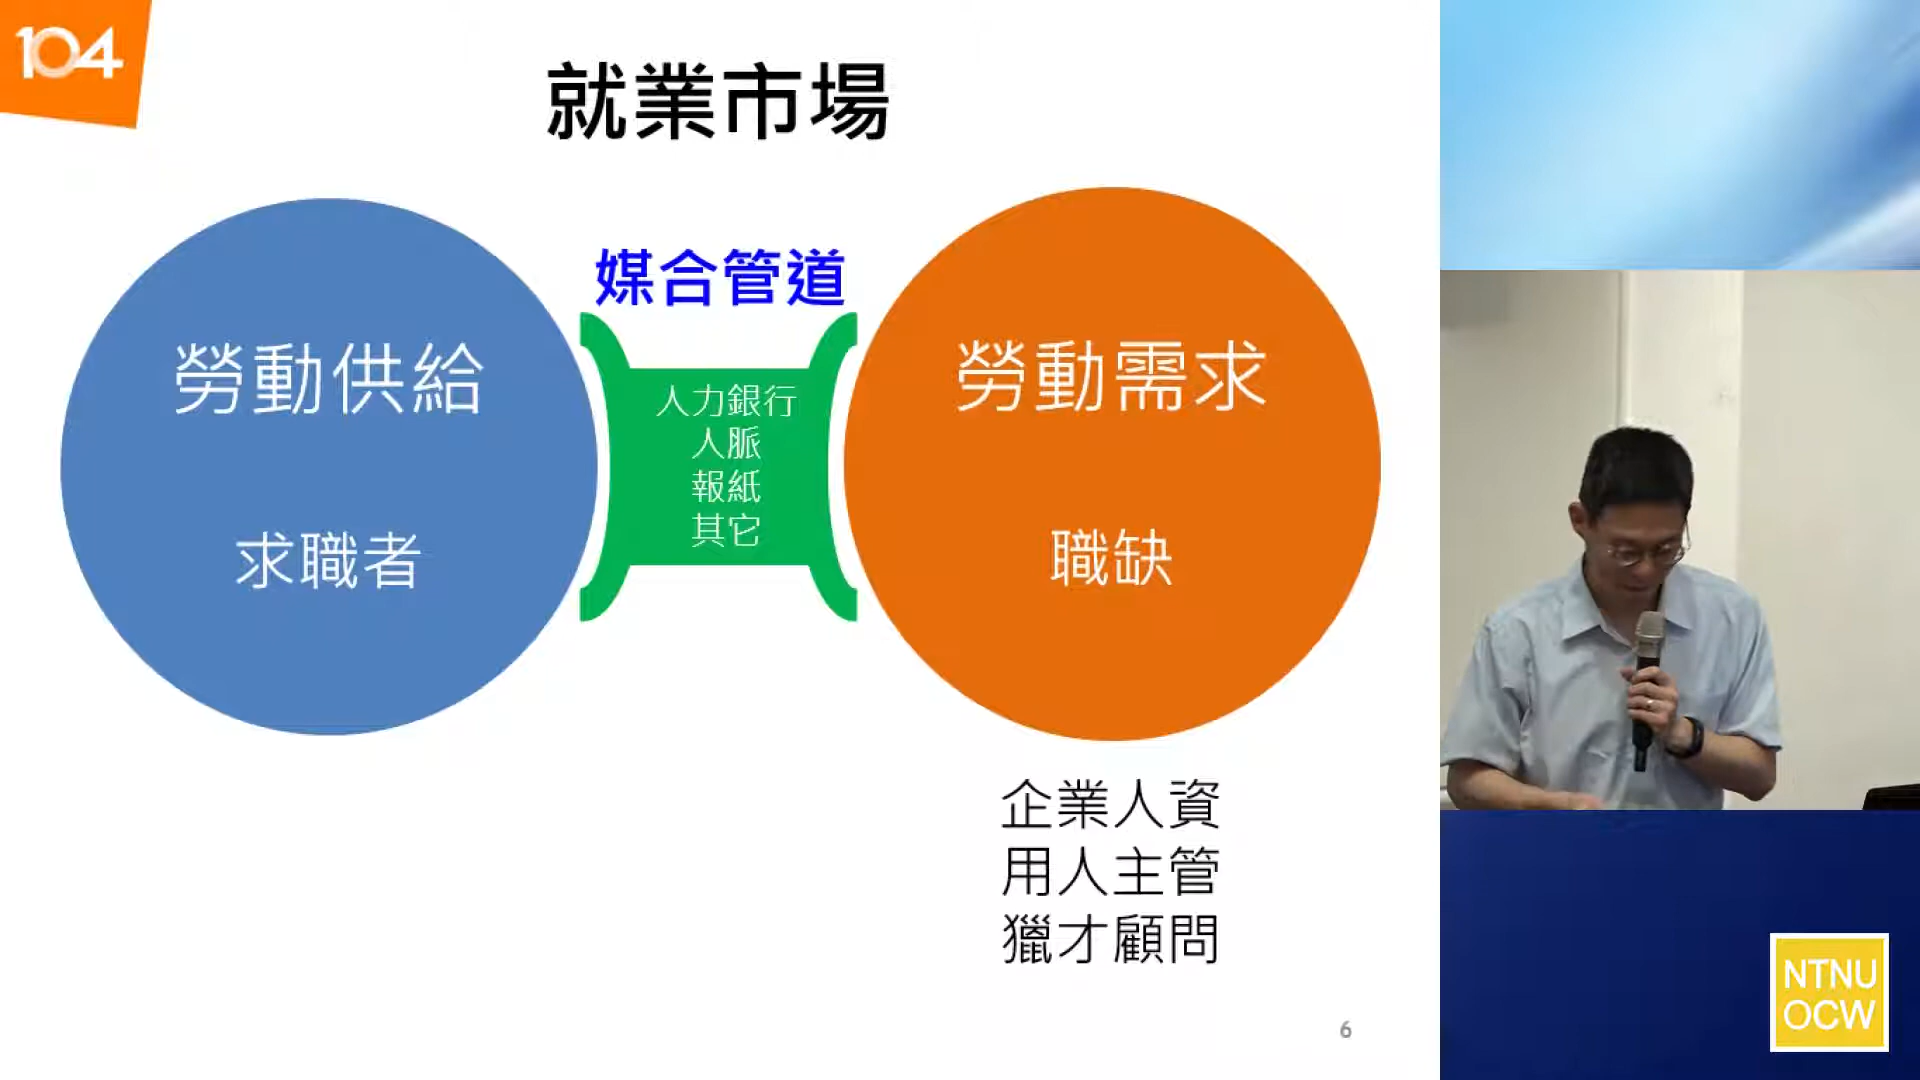 104
就業市場
媒合管道
勞動供給
求職者
人力銀行
人脈
報紙
其它
勞動需求
職缺
企業人資
用人主管
獵才顧問
6
NTNU
OCW